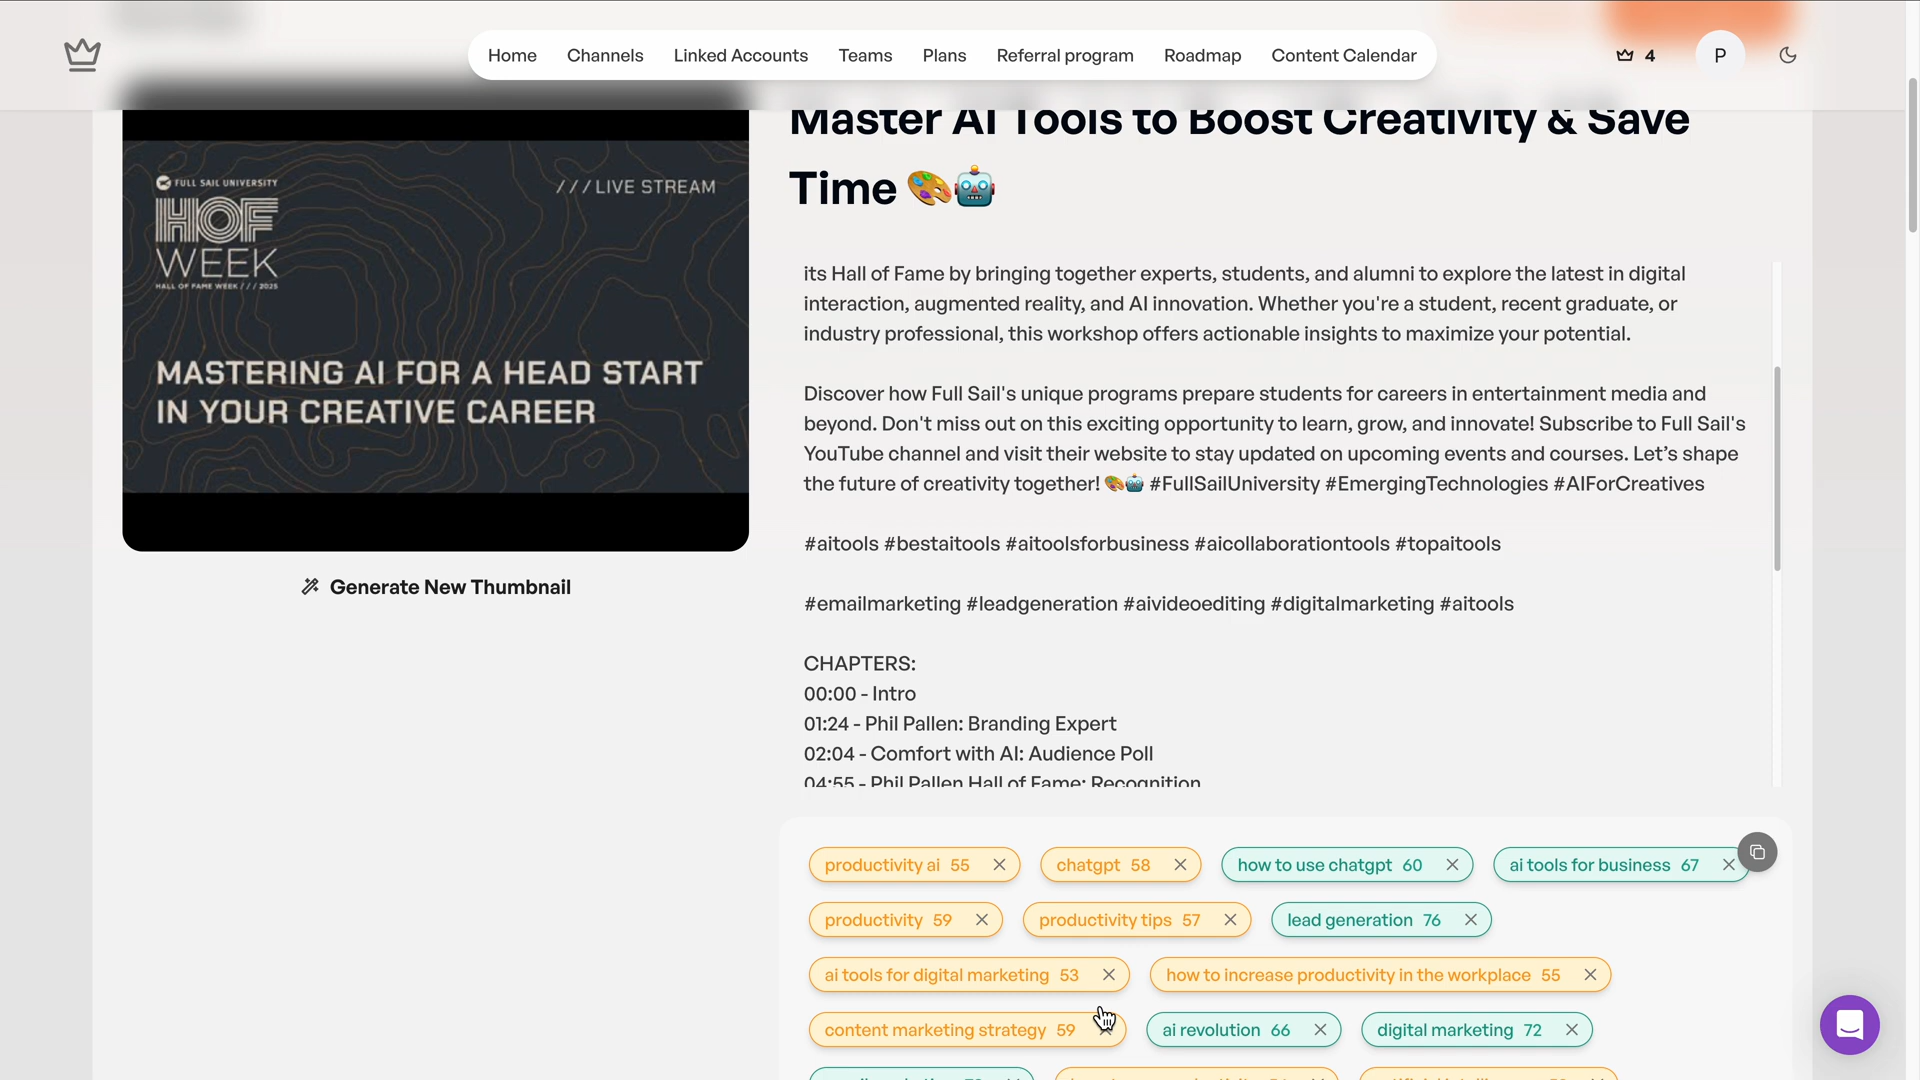 Home Channels Linked Accounts Teams Plans Referral program Roadmap Content Calendar
4 P
FULL SAIL UNIVERSITY
HOF
WEEK
HALL OF FAME WEEK /// 2025
///LIVE STREAM
MASTERING AI FOR A HEAD START
IN YOUR CREATIVE CAREER
Generate New Thumbnail
Master AI Tools to Boost Creativity & Save
Time 🎨🤖
its Hall of Fame by bringing together experts, students, and alumni to explore the latest in digital
interaction, augmented reality, and AI innovation. Whether you're a student, recent graduate, or
industry professional, this workshop offers actionable insights to maximize your potential.
Discover how Full Sail's unique programs prepare students for careers in entertainment media and
beyond. Don't miss out on this exciting opportunity to learn, grow, and innovate! Subscribe to Full Sail's
YouTube channel and visit their website to stay updated on upcoming events and courses. Let’s shape
the future of creativity together! 🎨🤖 #FullSailUniversity #EmergingTechnologies #AIForCreatives
#aitools #bestaitools #aitoolsforbusiness #aicollaborationtools #topaitools
#emailmarketing #leadgeneration #aivideoediting #digitalmarketing #aitools
CHAPTERS:
00:00 - Intro
01:24 - Phil Pallen: Branding Expert
02:04 - Comfort with AI: Audience Poll
04:55 - Phil Pallen Hall of Fame: Recognition
productivity ai 55 chatgpt 58 how to use chatgpt 60 ai tools for business 67
productivity 59 productivity tips 57 lead generation 76
ai tools for digital marketing 53 how to increase productivity in the workplace 55
content marketing strategy 59 ai revolution 66 digital marketing 72